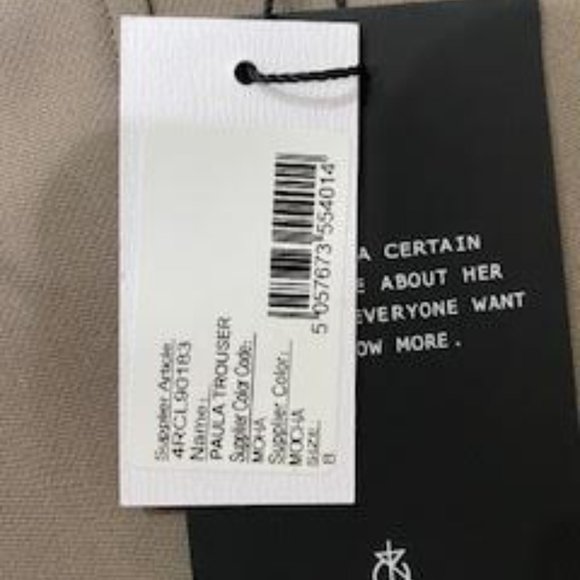 Supplier Article:
4RCL90183
Name:
PAULA TROUSER
Supplier Color Code:
MOHA
Supplier Color:
MOCHA
SIZE:
8
5 057673 554014
A CERTAIN
ABOUT HER
EVERYONE WANT
OW MORE.